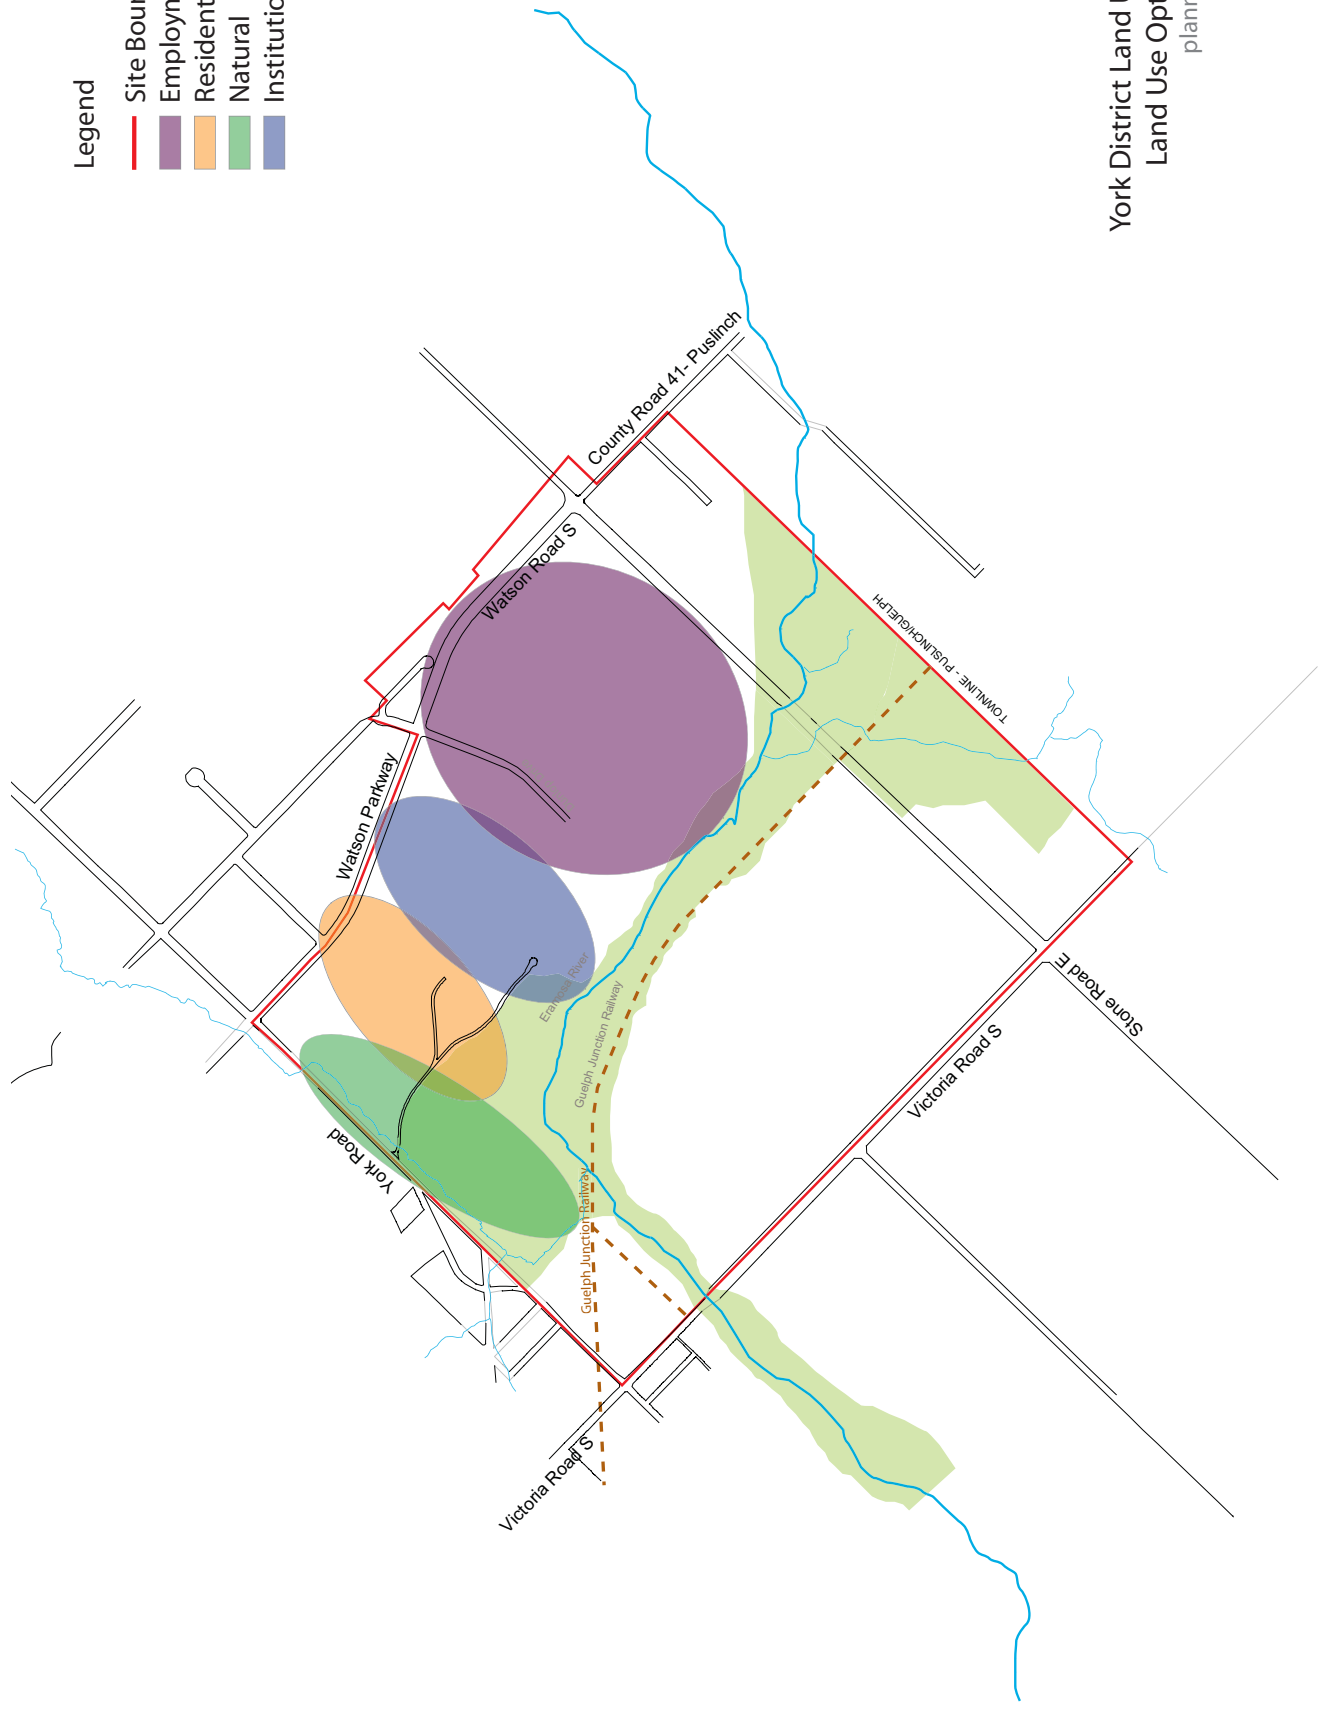 Legend
Site Bour
Employn
Resident
Natural
Institutio
York District Land
Land Use Opt
plann
County Road 41- Puslinch
Watson Road S
Watson Parkway
TOWNLINE - PUSLINCH/GUELPH
York Road
Eramosa River
Guelph Junction Railway
Guelph Junction Railway
Stone Road E
Victoria Road S
Victoria Road S